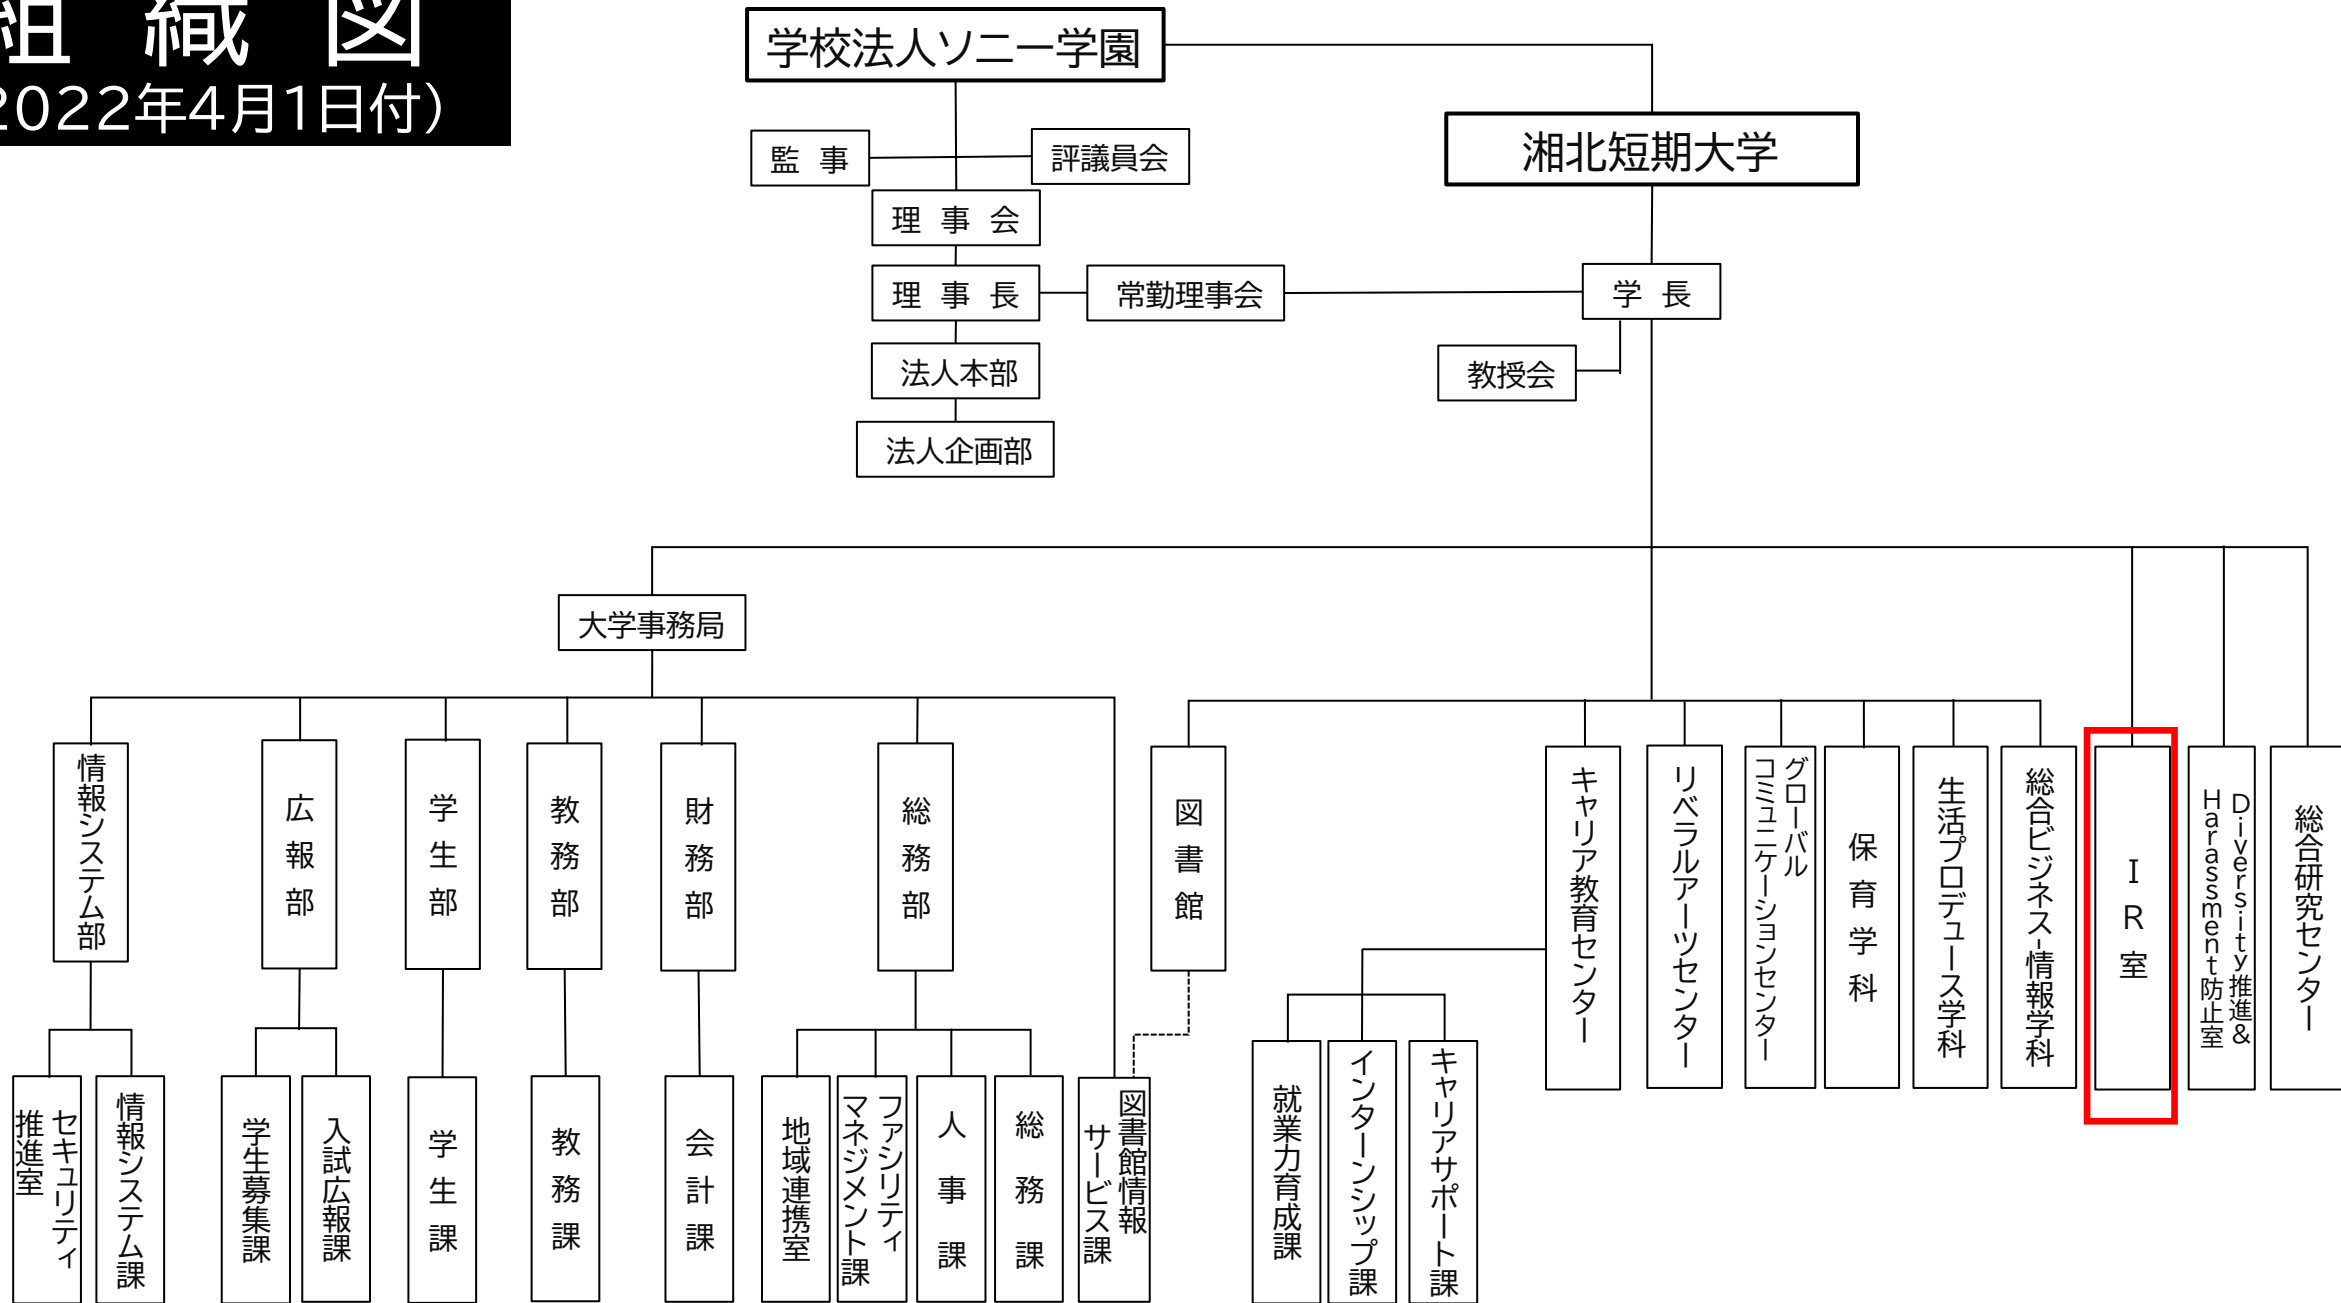 組 織 図
2022年4月1日付）
学校法人ソニー学園
湘北短期大学
監 事
評議員会
理 事 会
理 事 長
常勤理事会
学 長
法人本部
教授会
法人企画部
大学事務局
情報システム部
広報部
学生部
教務部
財務部
総務部
図書館
キャリア教育センター
リベラルアーツセンター
グローバル
コミュニケーションセンター
保育学科
生活プロデュース学科
総合ビジネス・情報学科
ＩＲ室
Diversity推進＆
Harassment防止室
総合研究センター
セキュリティ
推進室
情報システム課
学生募集課
入試広報課
学生課
教務課
会計課
地域連携室
ファシリティ
マネジメント課
人事課
総務課
図書館情報
サービス課
就業力育成課
インターンシップ課
キャリアサポート課